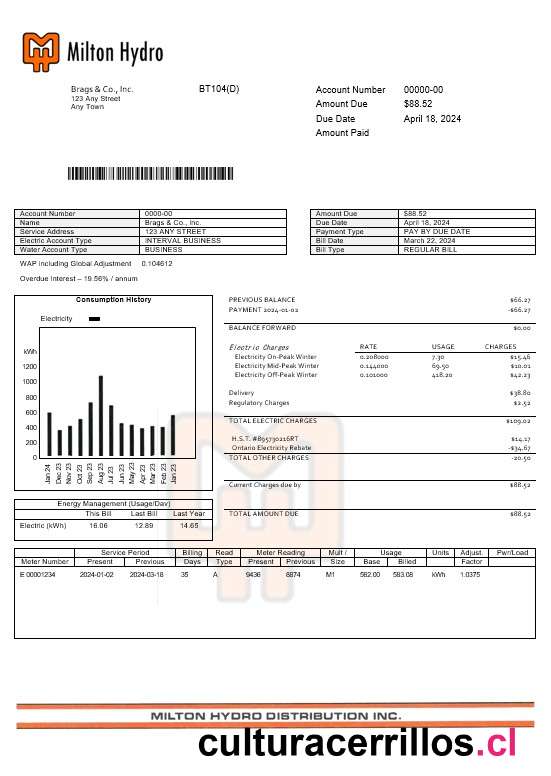 Milton Hydro
Brags & Co., Inc. BT104(D) Account Number 00000-00
123 Any Street Amount Due $88.52
Any Town Due Date April 18, 2024
Amount Paid
Account Number 0000-00 Amount Due $88.52
Name Brags & Co., Inc. Due Date April 18, 2024
Service Address 123 ANY STREET Payment Type PAY BY DUE DATE
Electric Account Type INTERVAL BUSINESS Bill Date March 22, 2024
Water Account Type BUSINESS Bill Type REGULAR BILL
WAP including Global Adjustment 0.104612
Overdue Interest – 19.56% / annum
Consumption History
Electricity
kWh
1200
1000
800
600
400
200
0
Jan 24 Dec 23 Nov 23 Oct 23 Sep 23 Aug 23 Jul 23 Jun 23 May 23 Apr 23 Mar 23 Feb 23 Jan 23
PREVIOUS BALANCE $66.27
PAYMENT 2024-01-02 -$66.27
BALANCE FORWARD $0.00
Electric Charges RATE USAGE CHARGES
Electricity On-Peak Winter 0.208000 7.30 $15.46
Electricity Mid-Peak Winter 0.144000 69.50 $10.01
Electricity Off-Peak Winter 0.101000 418.20 $42.23
Delivery $38.80
Regulatory Charges $2.52
TOTAL ELECTRIC CHARGES $109.02
H.S.T. #895730216RT $14.17
Ontario Electricity Rebate -$34.67
TOTAL OTHER CHARGES -20.50
Current Charges due by $88.52
TOTAL AMOUNT DUE $88.52
Energy Management (Usage/Day)
This Bill Last Bill Last Year
Electric (kWh) 16.06 12.89 14.65
Service Period Billing Read Meter Reading Mult / Usage Units Adjust. Pwr/Load
Meter Number Present Previous Days Type Present Previous Size Base Billed Factor
E 00001234 2024-01-02 2024-03-18 35 A 9436 8874 M1 562.00 583.08 kWh 1.0375
MILTON HYDRO DISTRIBUTION INC.
culturacerrillos.cl